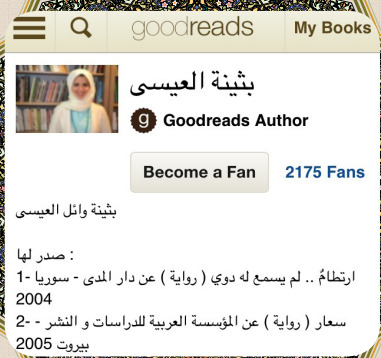 goodreads
My Books
بثينة العيسى
g Goodreads Author
Become a Fan
2175 Fans
بثينة وائل العيسى
صدر لها :
1- ارتطامٌ .. لم يسمع له دوي ( رواية ) عن دار المدى - سوريا
2004
2- سعار ( رواية ) عن المؤسسة العربية للدراسات و النشر -
بيروت 2005